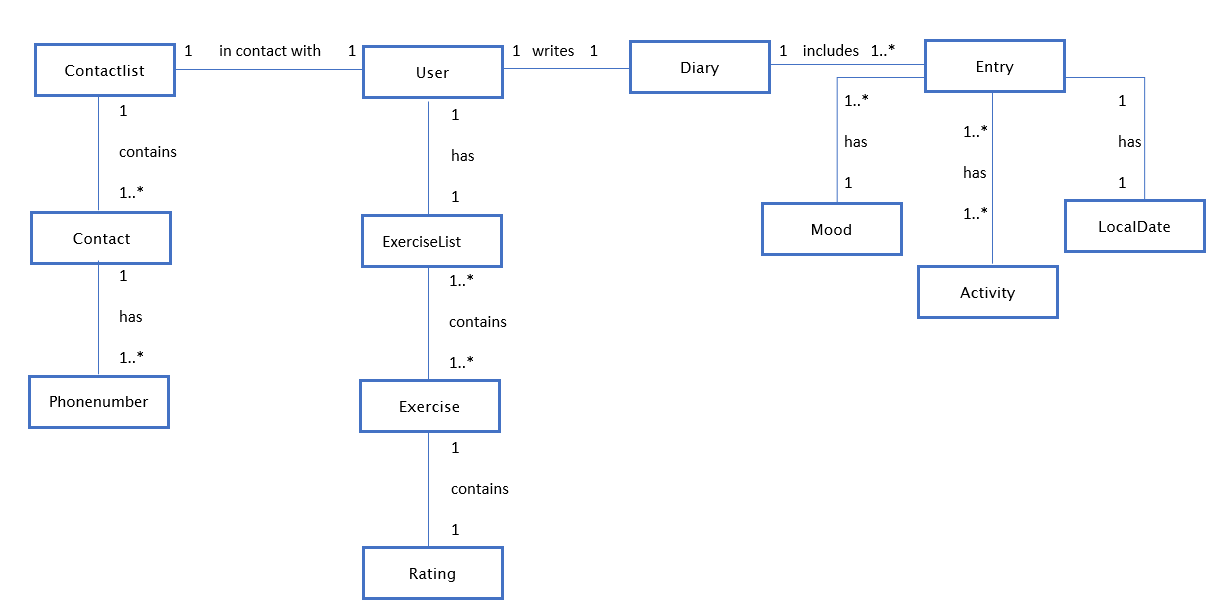 Contactlist
1 in contact with 1
User
1 writes 1
Diary
1 includes 1..*
Entry
1
contains
1..*
Contact
1
has
1..*
Phonenumber
1
has
1
ExerciseList
1..*
contains
1..*
Exercise
1
contains
1
Rating
1..*
has
1
Mood
1..*
has
1..*
Activity
1
has
1
LocalDate